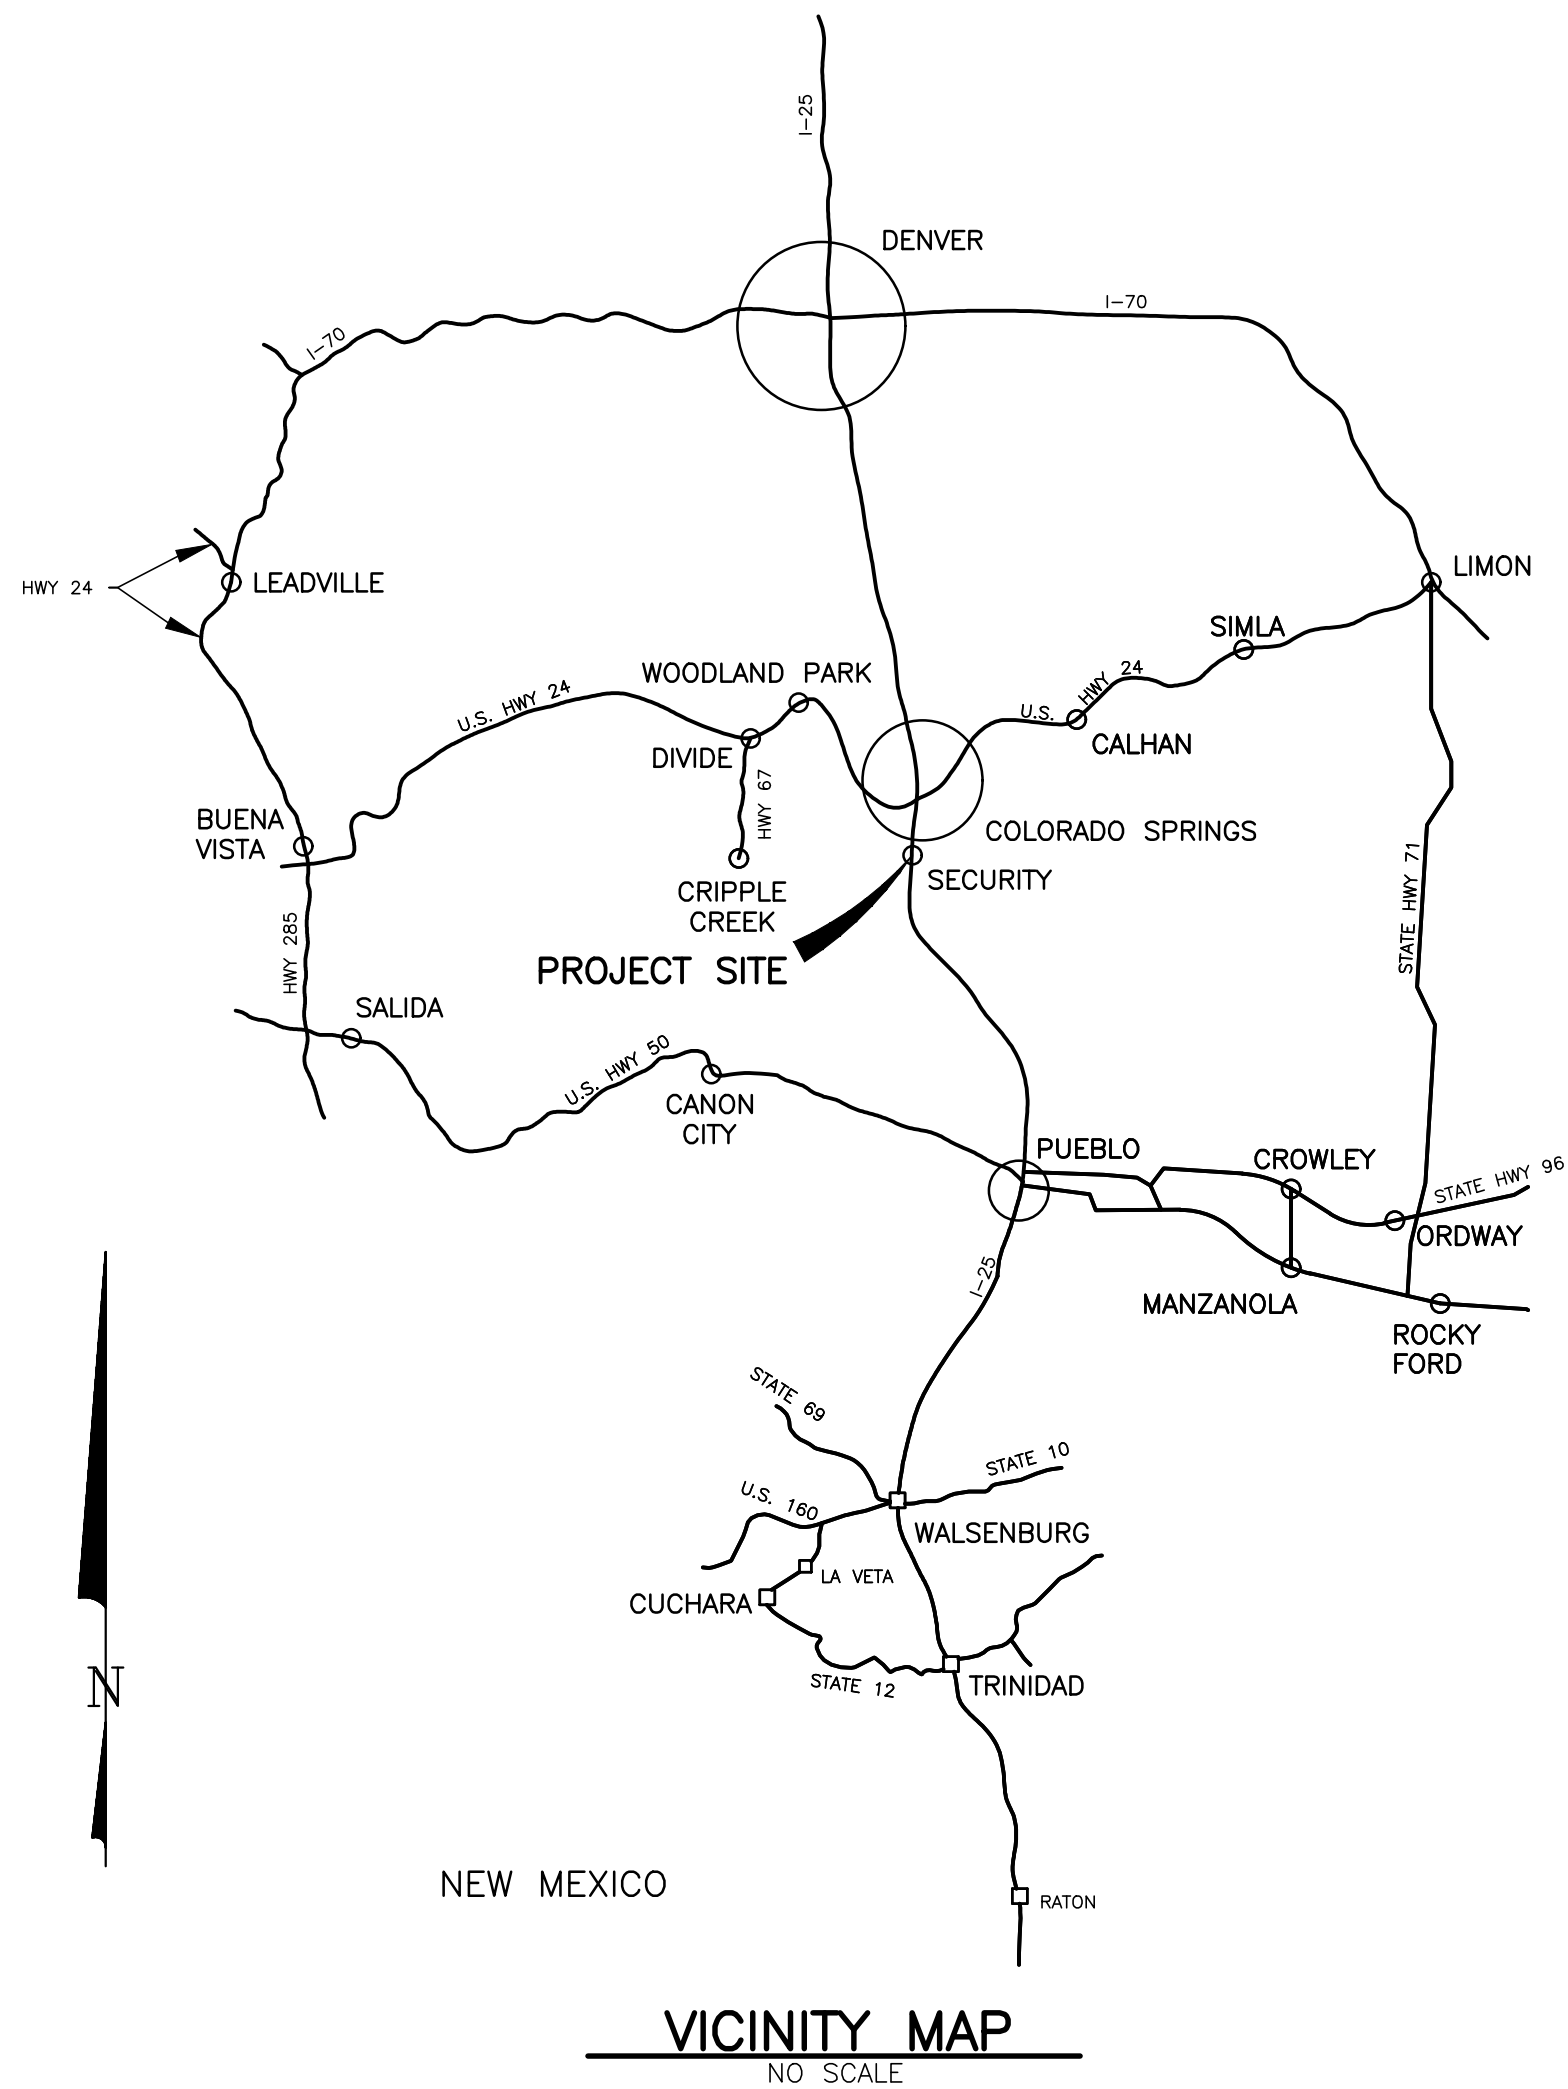 I-25
DENVER
I-70
I-70
LIMON
HWY 24
LEADVILLE
SIMLA
WOODLAND PARK
HWY 24
U.S. HWY 24
U.S.
CALHAN
DIVIDE
HWY 67
BUENA
VISTA
COLORADO SPRINGS
STATE HWY 71
SECURITY
CRIPPLE
CREEK
HWY 285
PROJECT SITE
SALIDA
U.S. HWY 50
CANON
CITY
PUEBLO
CROWLEY
STATE HWY 96
ORDWAY
I-25
MANZANOLA
ROCKY
FORD
STATE 69
STATE 10
U.S. 160
WALSENBURG
LA VETA
CUCHARA
STATE 12
TRINIDAD
N
NEW MEXICO
RATON
VICINITY MAP
NO SCALE